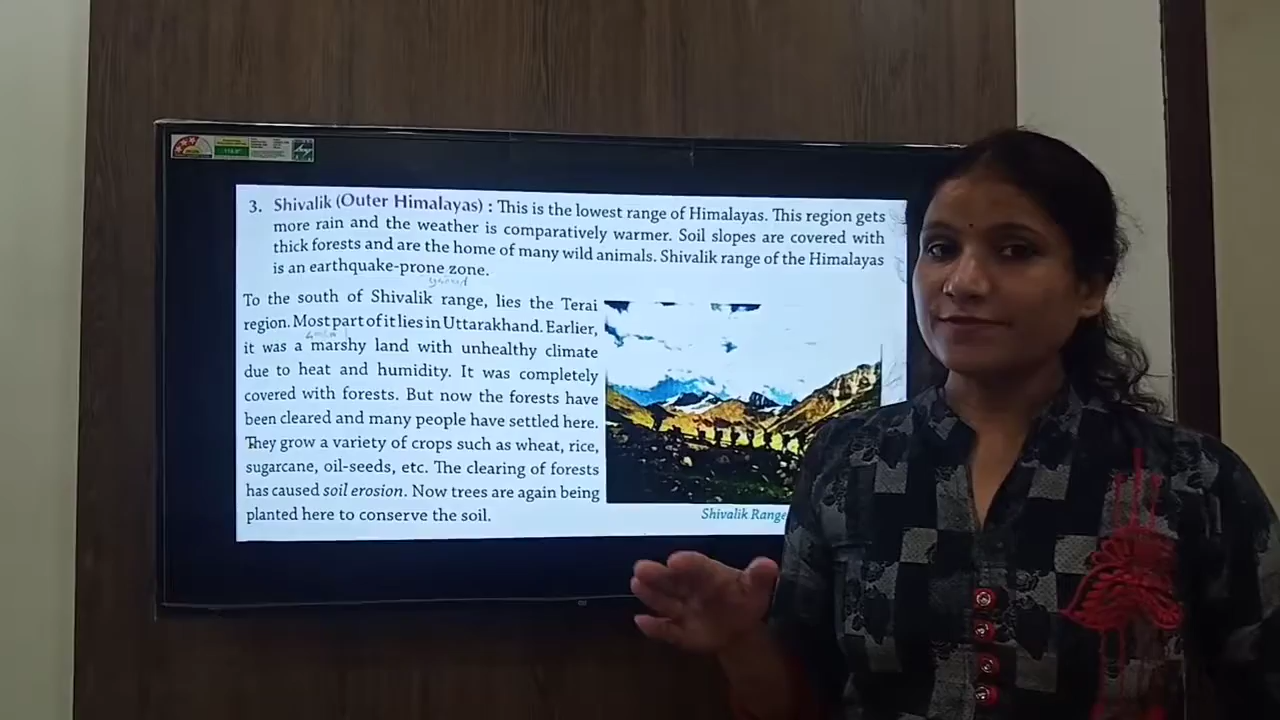 3. Shivalik (Outer Himalayas) : This is the lowest range of Himalayas. This region gets
more rain and the weather is comparatively warmer. Soil slopes are covered with
thick forests and are the home of many wild animals. Shivalik range of the Himalayas
is an earthquake-prone zone.
To the south of Shivalik range, lies the Terai
region. Most part of it lies in Uttarakhand. Earlier,
it was a marshy land with unhealthy climate
due to heat and humidity. It was completely
covered with forests. But now the forests have
been cleared and many people have settled here.
They grow a variety of crops such as wheat, rice,
sugarcane, oil-seeds, etc. The clearing of forests
has caused soil erosion. Now trees are again being
planted here to conserve the soil.
Shivalik Range